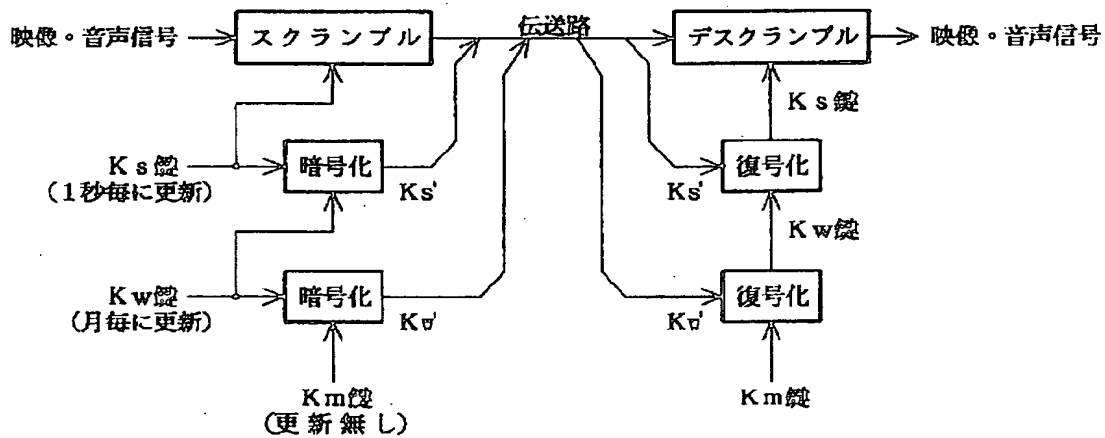 映像・音声信号
スクランブル
伝送路
デスクランブル
映像・音声信号
Ks鍵
(1秒毎に更新)
暗号化
Ks'
Ks'
復号化
Ks鍵
Kw鍵
(月毎に更新)
暗号化
Kw'
Kw'
復号化
Kw鍵
Km鍵
(更新無し)
Km鍵